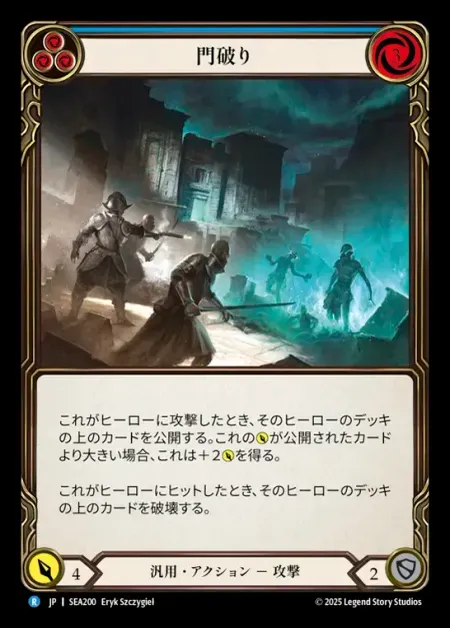 門破り
3
これがヒーローに攻撃したとき、そのヒーローのデッキ
の上のカードを公開する。これのが公開されたカード
より大きい場合、これは+2を得る。
これがヒーローにヒットしたとき、そのヒーローのデッキ
の上のカードを破壊する。
4
汎用・アクション − 攻撃
2
R JP SEA200 Eryk Szczygieł
© 2025 Legend Story Studios